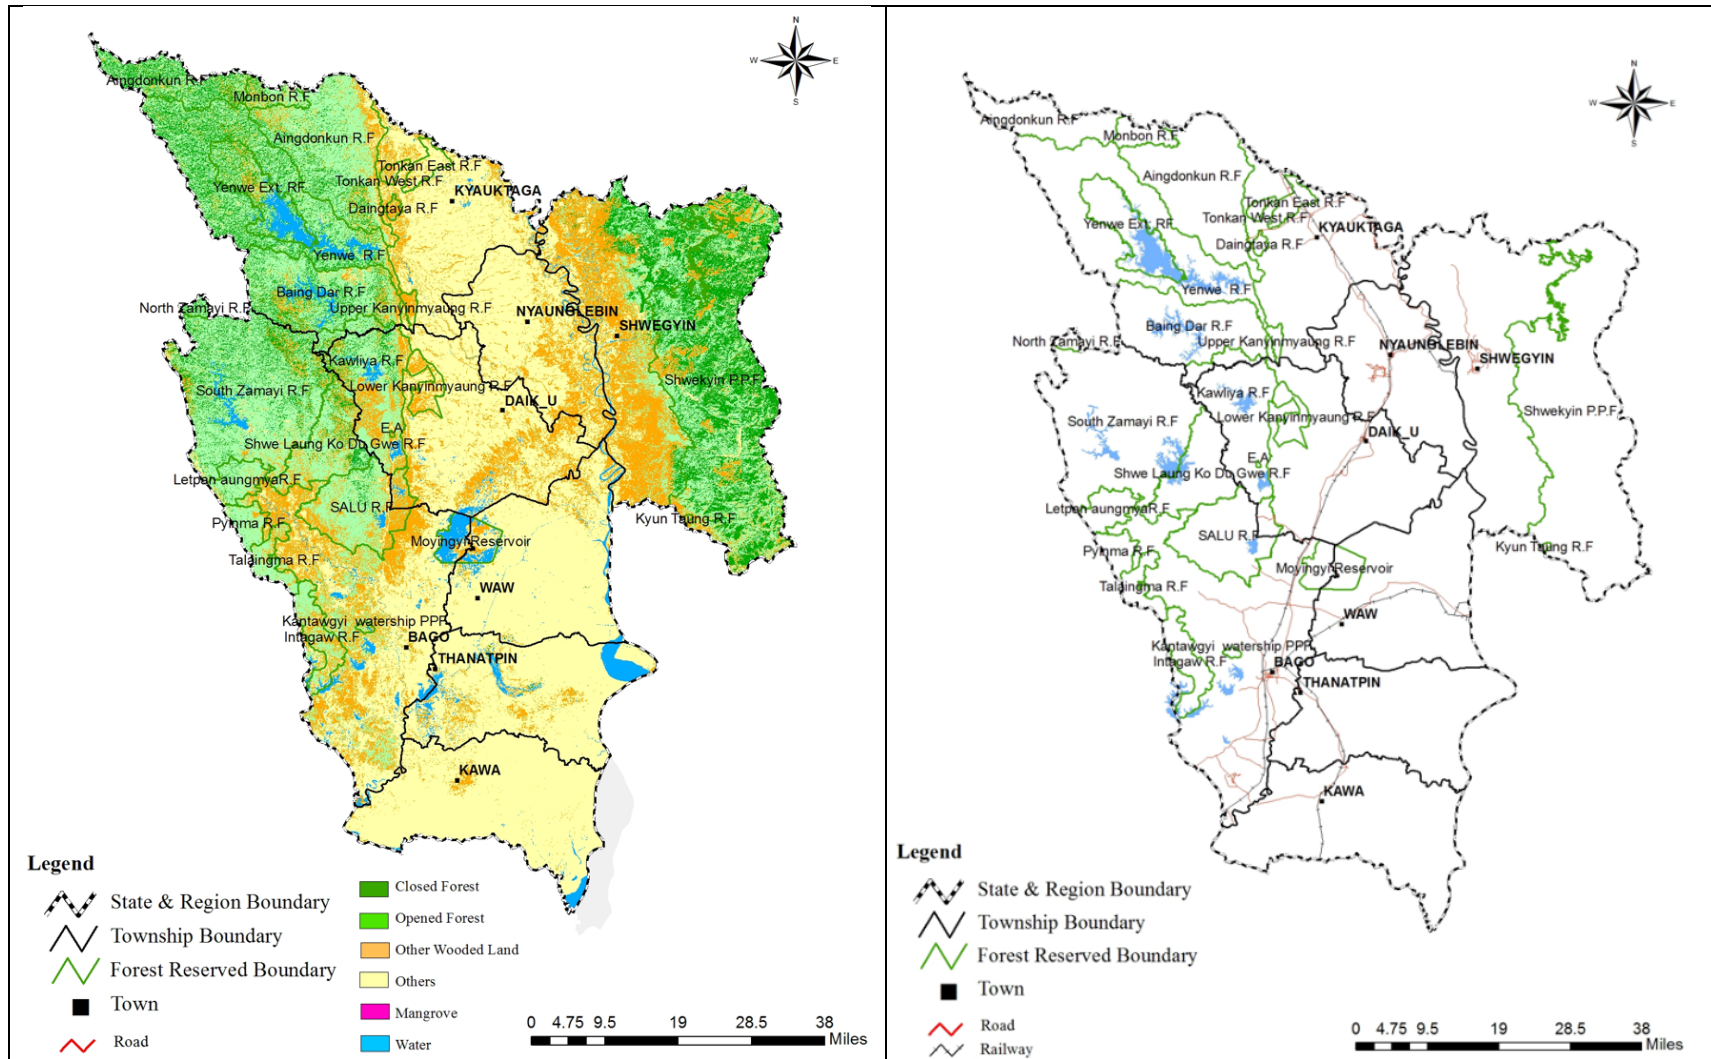 N
W E
S
Aingdonkun R.F
Monbon R.F
Aingdonkun R.F
Tonkan East R.F
Tonkan West R.F
Yenwe Ext. RF
KYAUKTAGA
Daingtaya R.F
Yenwe R.F
Baing Dar R.F
North Zamayi R.F
Upper Kanyinmyaung R.F
NYAUNGLEBIN
SHWEGYIN
Kawliya R.F
South Zamayi R.F
Lower Kanyinmyaung R.F
Shwekyin P.P.F
DAIK_U
E.A
Shwe Laung Ko Du Gwe R.F
Letpan aungmyaR.F
SALU R.F
Pyinma R.F
Kyun Taung R.F
Moyingyi Reservoir
Talaingma R.F
WAW
Kantawgyi watership PPF
Intagaw R.F
BAGO
THANATPIN
KAWA
Legend
State & Region Boundary
Township Boundary
Forest Reserved Boundary
Town
Road
Closed Forest
Opened Forest
Other Wooded Land
Others
Mangrove
Water
0 4.75 9.5 19 28.5 38
Miles
N
W E
S
Aingdonkun R.F
Monbon R.F
Aingdonkun R.F
Tonkan East R.F
Tonkan West R.F
Yenwe Ext. RF
KYAUKTAGA
Daingtaya R.F
Yenwe R.F
Baing Dar R.F
North Zamayi R.F
Upper Kanyinmyaung R.F
NYAUNGLEBIN
SHWEGYIN
Kawliya R.F
South Zamayi R.F
Lower Kanyinmyaung R.F
Shwekyin P.P.F
DAIK_U
E.A
Shwe Laung Ko Du Gwe R.F
Letpan aungmyaR.F
SALU R.F
Pyinma R.F
Kyun Taung R.F
Moyingyi Reservoir
Talaingma R.F
WAW
Kantawgyi watership PPF
Intagaw R.F
BAGO
THANATPIN
KAWA
Legend
State & Region Boundary
Township Boundary
Forest Reserved Boundary
Town
Road
Railway
0 4.75 9.5 19 28.5 38
Miles